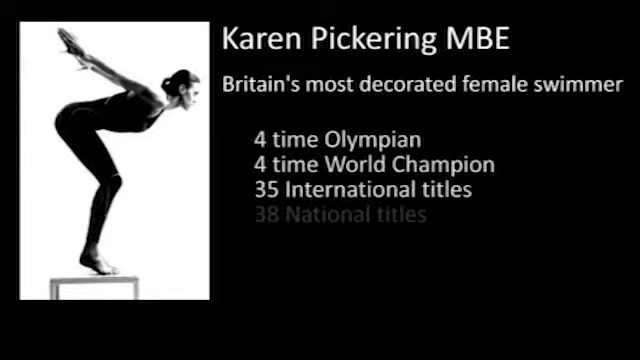 Karen Pickering MBE
Britain's most decorated female swimmer
4 time Olympian
4 time World Champion
35 International titles
38 National titles